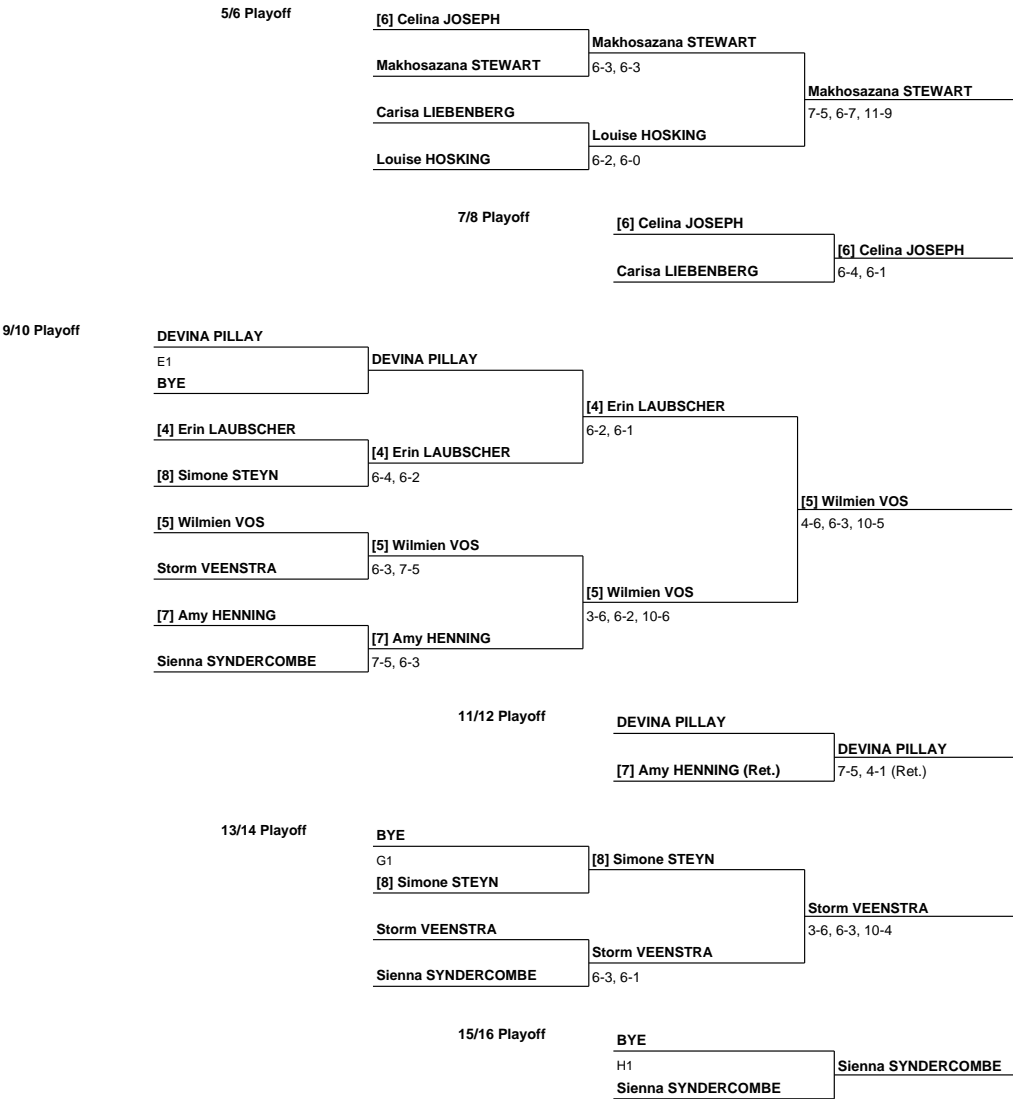 5/6 Playoff
[6] Celina JOSEPH
Makhosazana STEWART
Makhosazana STEWART
6-3, 6-3
Makhosazana STEWART
7-5, 6-7, 11-9
Carisa LIEBENBERG
Louise HOSKING
Louise HOSKING
6-2, 6-0
7/8 Playoff
[6] Celina JOSEPH
[6] Celina JOSEPH
Carisa LIEBENBERG
6-4, 6-1
9/10 Playoff
DEVINA PILLAY
E1
DEVINA PILLAY
BYE
[4] Erin LAUBSCHER
6-2, 6-1
[4] Erin LAUBSCHER
[4] Erin LAUBSCHER
[8] Simone STEYN
6-4, 6-2
[5] Wilmien VOS
4-6, 6-3, 10-5
[5] Wilmien VOS
[5] Wilmien VOS
Storm VEENSTRA
6-3, 7-5
[5] Wilmien VOS
3-6, 6-2, 10-6
[7] Amy HENNING
[7] Amy HENNING
Sienna SYNDERCOMBE
7-5, 6-3
11/12 Playoff
DEVINA PILLAY
DEVINA PILLAY
[7] Amy HENNING (Ret.)
7-5, 4-1 (Ret.)
13/14 Playoff
BYE
G1
[8] Simone STEYN
[8] Simone STEYN
Storm VEENSTRA
3-6, 6-3, 10-4
Storm VEENSTRA
Storm VEENSTRA
Sienna SYNDERCOMBE
6-3, 6-1
15/16 Playoff
BYE
H1
Sienna SYNDERCOMBE
Sienna SYNDERCOMBE